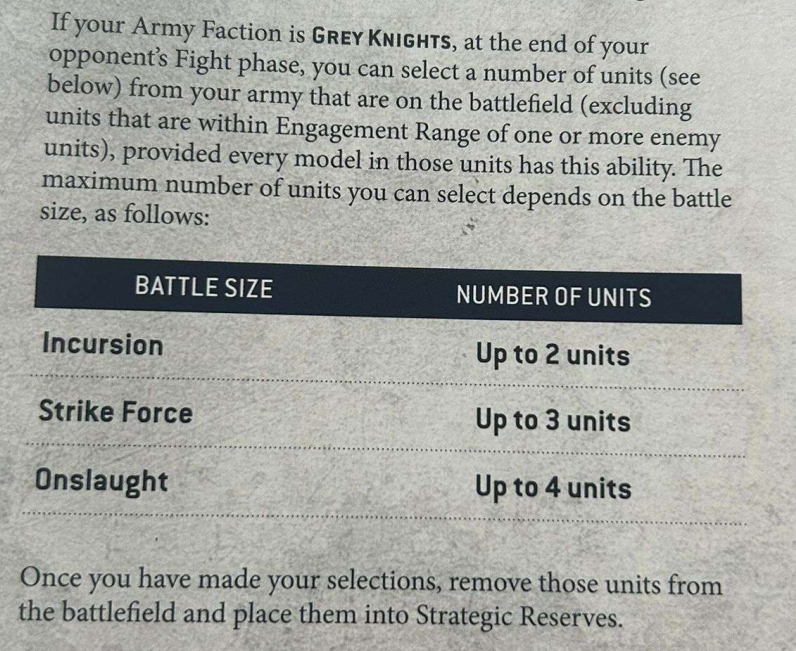 If your Army Faction is GREY KNIGHTS, at the end of your
opponent's Fight phase, you can select a number of units (see
below) from your army that are on the battlefield (excluding
units that are within Engagement Range of one or more enemy
units), provided every model in those units has this ability. The
maximum number of units you can select depends on the battle
size, as follows:
BATTLE SIZE NUMBER OF UNITS
Incursion Up to 2 units
Strike Force Up to 3 units
Onslaught Up to 4 units
Once you have made your selections, remove those units from
the battlefield and place them into Strategic Reserves.